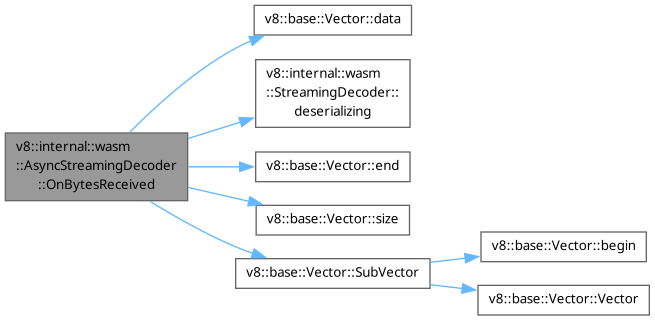 v8::base::Vector::data
v8::internal::wasm
::StreamingDecoder::
deserializing
v8::internal::wasm
::AsyncStreamingDecoder
::OnBytesReceived
v8::base::Vector::end
v8::base::Vector::size
v8::base::Vector::SubVector
v8::base::Vector::begin
v8::base::Vector::Vector